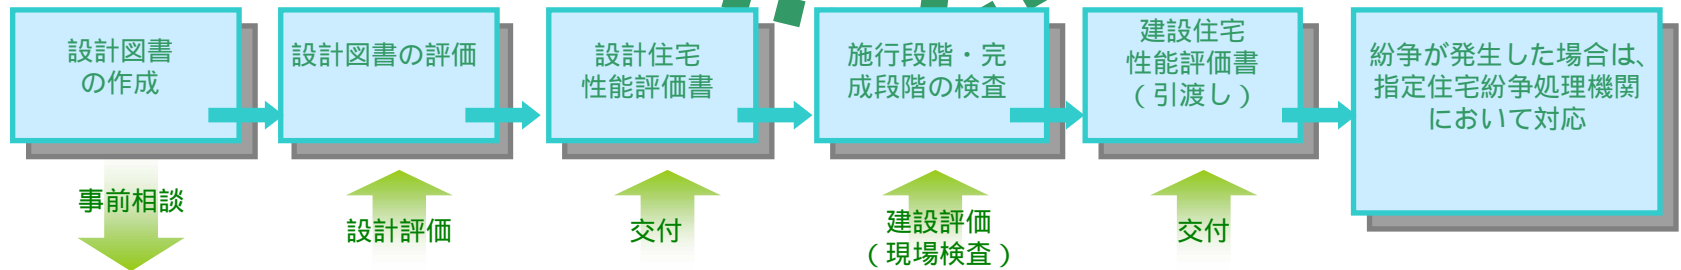 設計図書
の作成
設計図書の評価
設計住宅
性能評価書
施行段階・完
成段階の検査
建設住宅
性能評価書
（引渡し）
紛争が発生した場合は、
指定住宅紛争処理機関
において対応
事前相談
設計評価
交付
建設評価
（現場検査）
交付